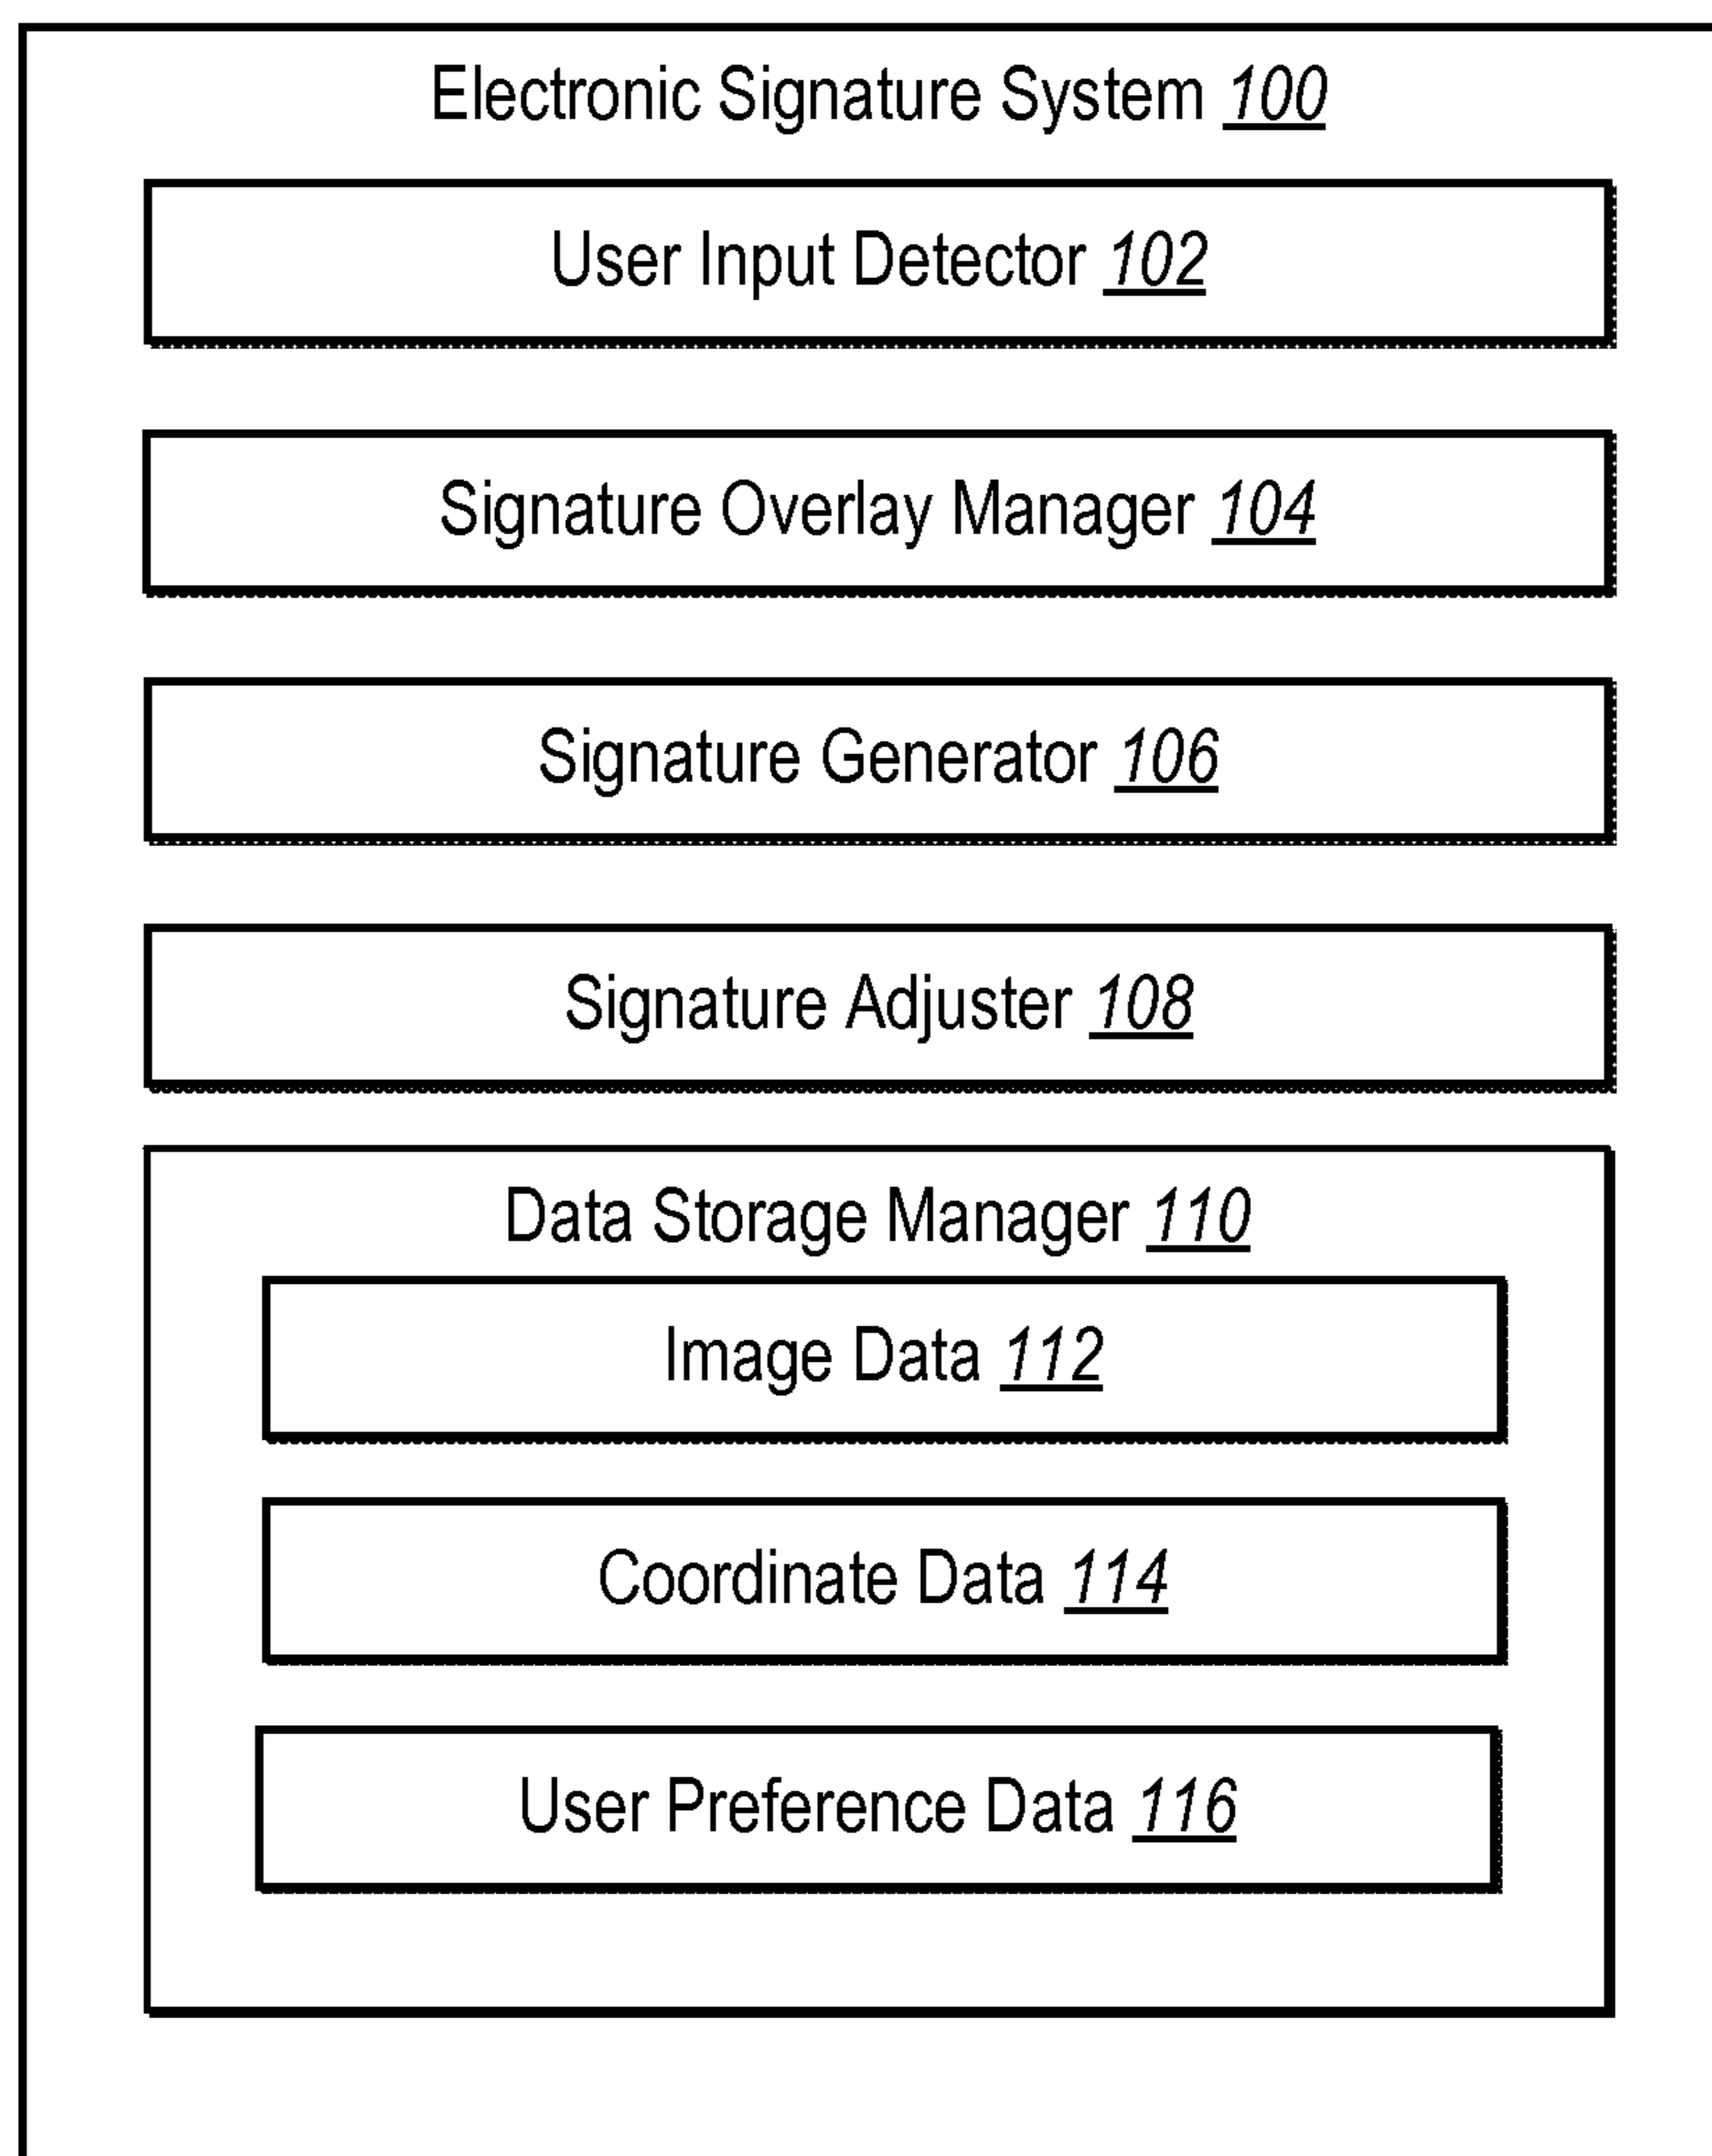 Electronic Signature System 100
User Input Detector 102
Signature Overlay Manager 104
Signature Generator 106
Signature Adjuster 108
Data Storage Manager 110
Image Data 112
Coordinate Data 114
User Preference Data 116